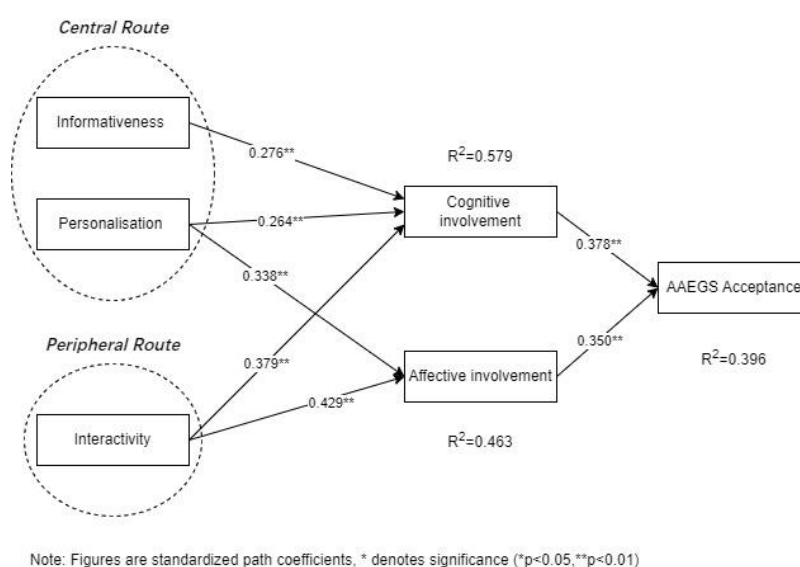 Central Route
Informativeness
0.276**
R²=0.579
Personalisation
0.264**
Cognitive
involvement
0.378**
0.338**
AAEGS Acceptance
Peripheral Route
0.379**
0.350**
R²=0.396
Affective involvement
0.429**
Interactivity
R²=0.463
Note: Figures are standardized path coefficients, * denotes significance (*p<0.05,**p<0.01)